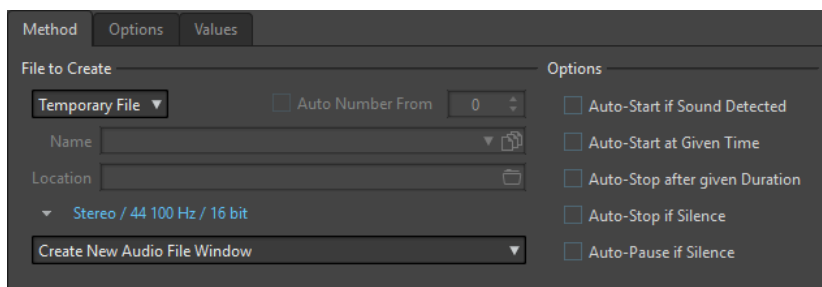 Method Options Values
File to Create
Temporary File
Auto Number From 0
Name
Location
Stereo / 44 100 Hz / 16 bit
Create New Audio File Window
Options
Auto-Start if Sound Detected
Auto-Start at Given Time
Auto-Stop after given Duration
Auto-Stop if Silence
Auto-Pause if Silence